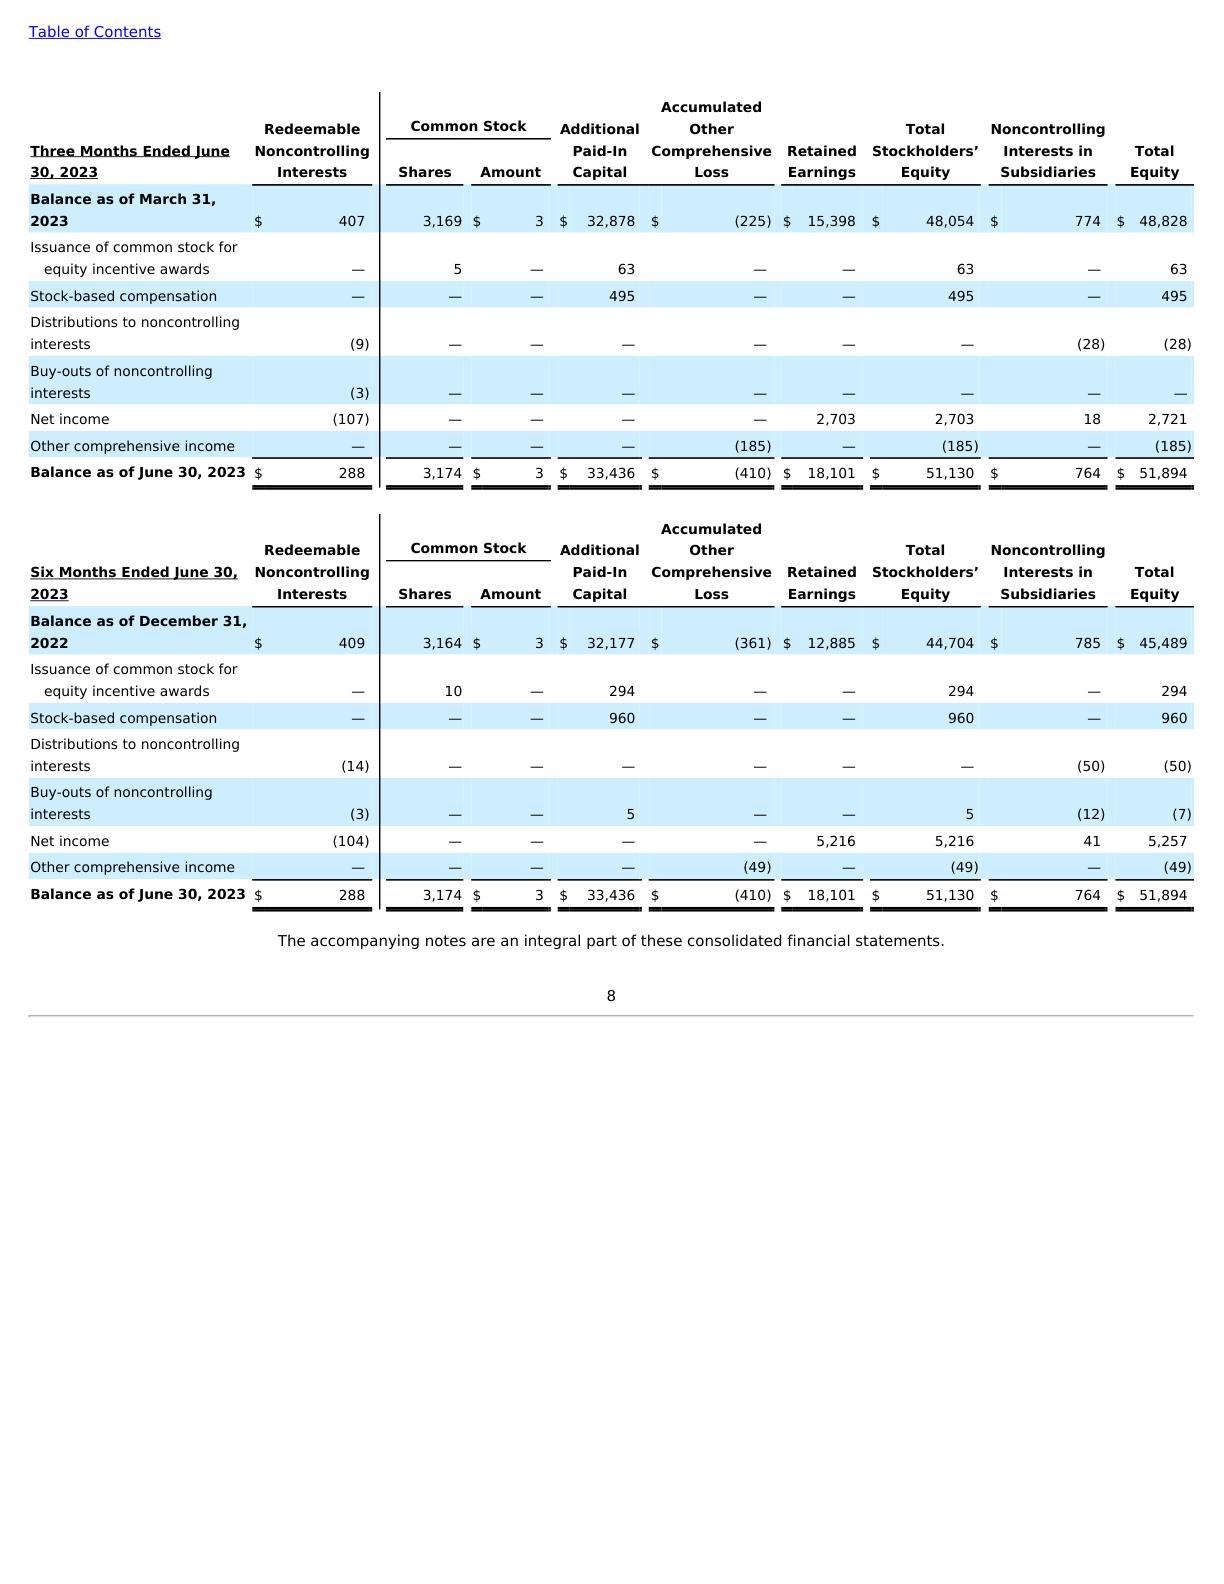 Table of Contents
Accumulated
Redeemable Common Stock Additional Other Total Noncontrolling
Three Months Ended June Noncontrolling Paid-In Comprehensive Retained Stockholders’ Interests in Total
30, 2023 Interests Shares Amount Capital Loss Earnings Equity Subsidiaries Equity
Balance as of March 31,
2023 $ 407 3,169 $ 3 $ 32,878 $ (225) $ 15,398 $ 48,054 $ 774 $ 48,828
Issuance of common stock for
equity incentive awards — 5 — 63 — — 63 — 63
Stock-based compensation — — — 495 — — 495 — 495
Distributions to noncontrolling
interests (9) — — — — — — (28) (28)
Buy-outs of noncontrolling
interests (3) — — — — — — — —
Net income (107) — — — — 2,703 2,703 18 2,721
Other comprehensive income — — — — (185) — (185) — (185)
Balance as of June 30, 2023 $ 288 3,174 $ 3 $ 33,436 $ (410) $ 18,101 $ 51,130 $ 764 $ 51,894
Accumulated
Redeemable Common Stock Additional Other Total Noncontrolling
Six Months Ended June 30, Noncontrolling Paid-In Comprehensive Retained Stockholders’ Interests in Total
2023 Interests Shares Amount Capital Loss Earnings Equity Subsidiaries Equity
Balance as of December 31,
2022 $ 409 3,164 $ 3 $ 32,177 $ (361) $ 12,885 $ 44,704 $ 785 $ 45,489
Issuance of common stock for
equity incentive awards — 10 — 294 — — 294 — 294
Stock-based compensation — — — 960 — — 960 — 960
Distributions to noncontrolling
interests (14) — — — — — — (50) (50)
Buy-outs of noncontrolling
interests (3) — — 5 — — 5 (12) (7)
Net income (104) — — — — 5,216 5,216 41 5,257
Other comprehensive income — — — — (49) — (49) — (49)
Balance as of June 30, 2023 $ 288 3,174 $ 3 $ 33,436 $ (410) $ 18,101 $ 51,130 $ 764 $ 51,894
The accompanying notes are an integral part of these consolidated financial statements.
8